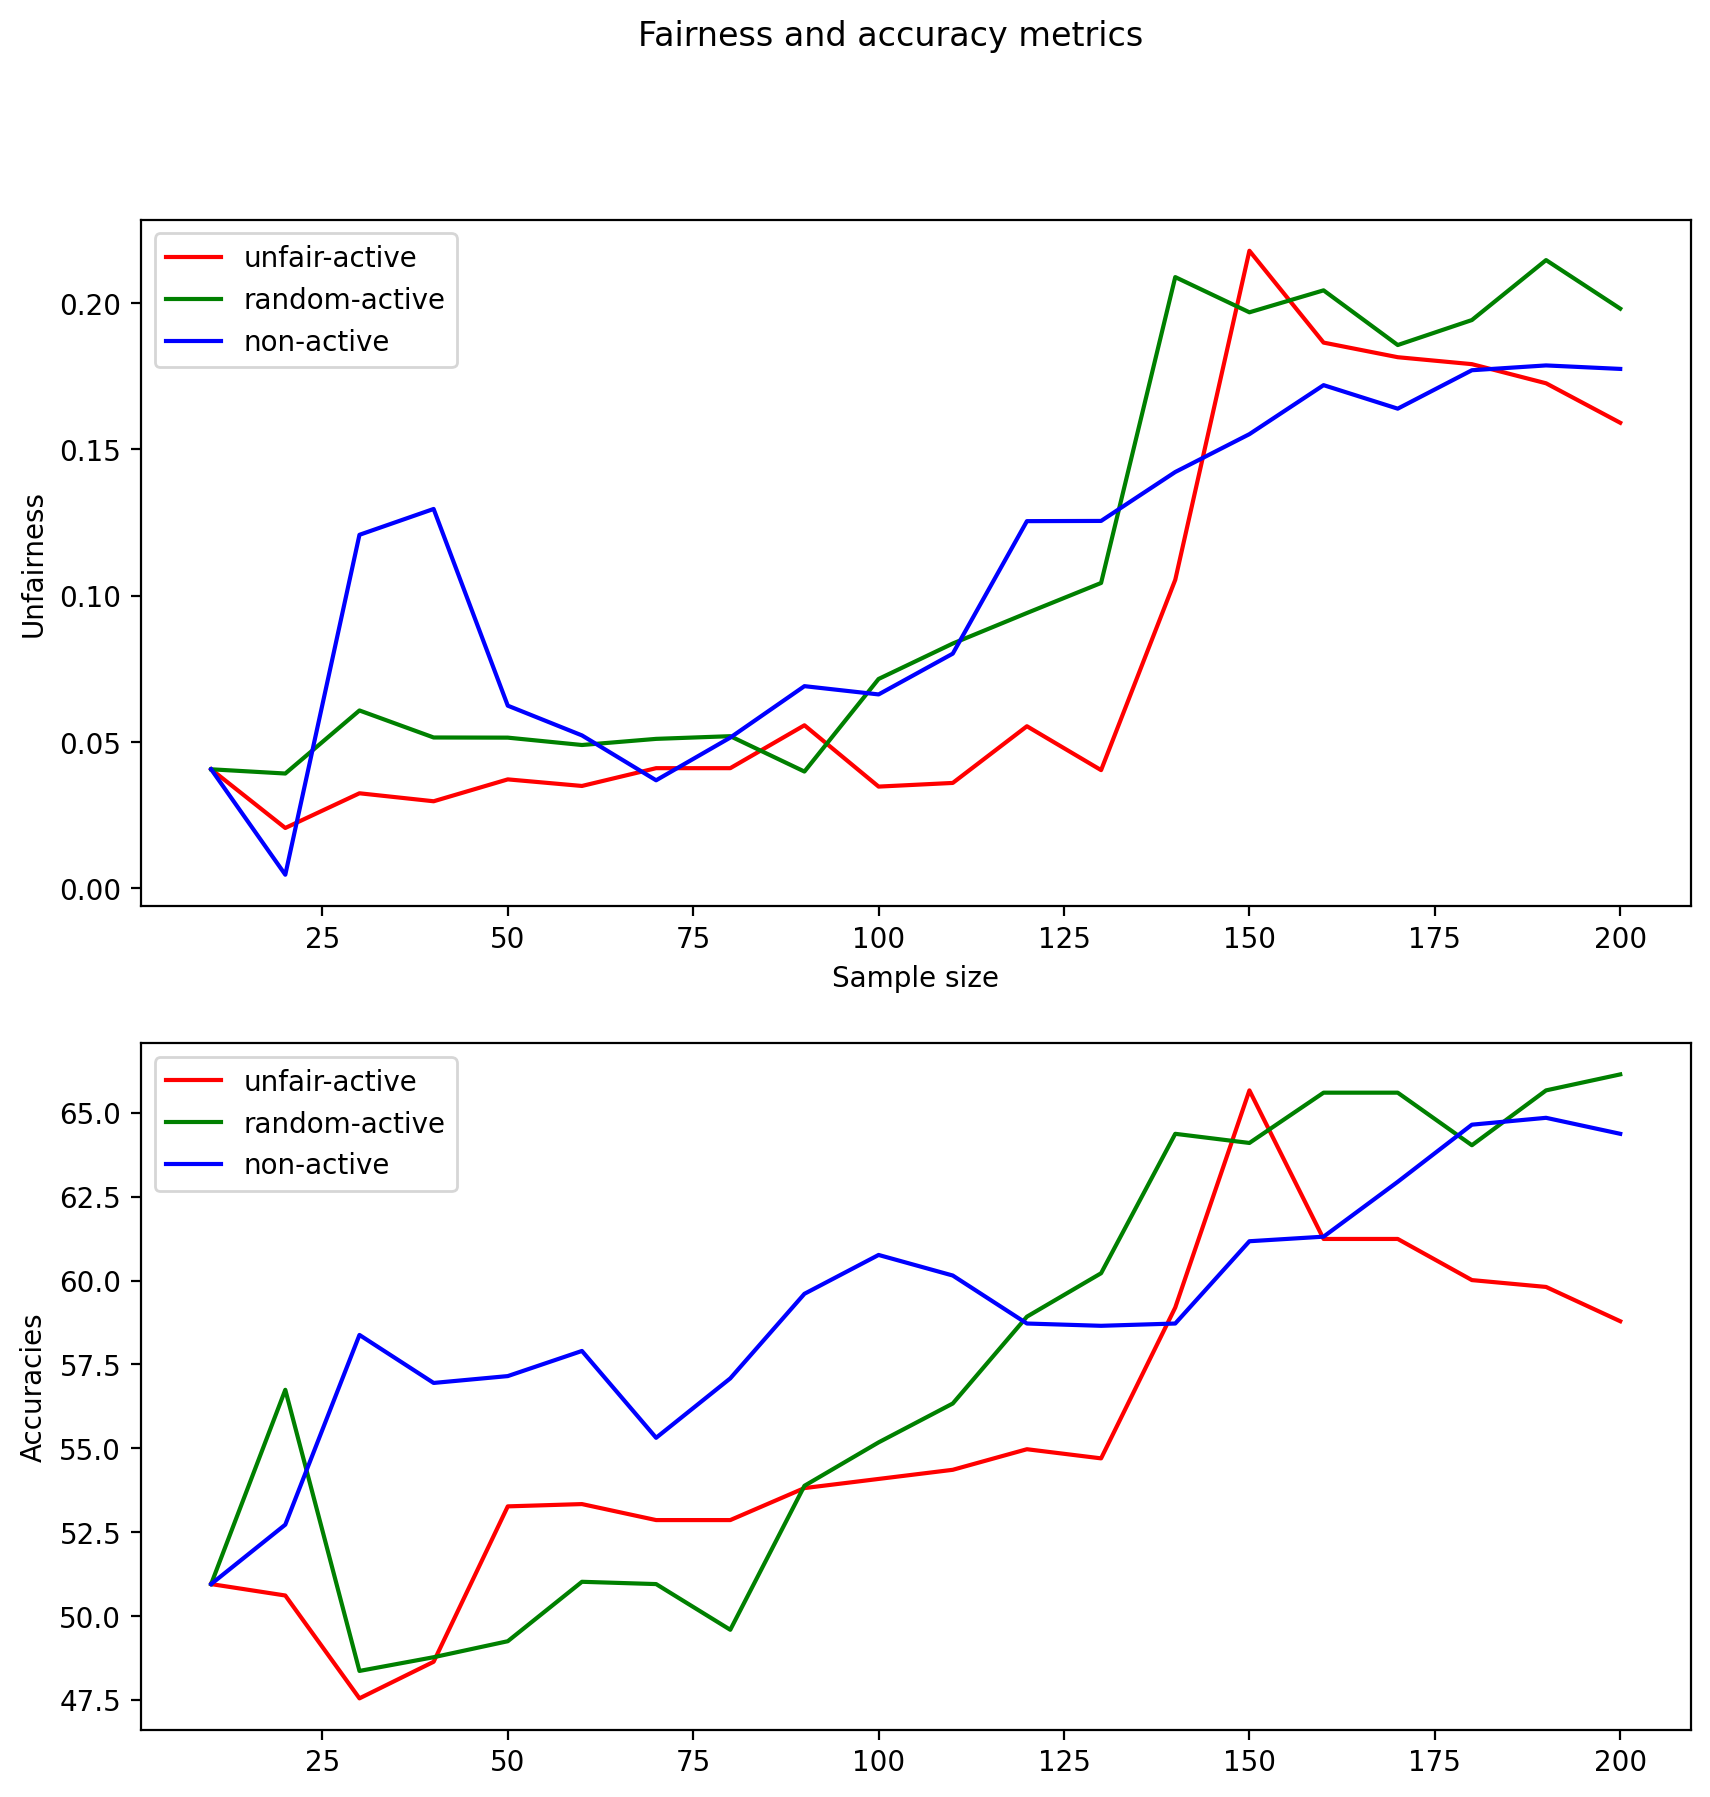 Fairness and accuracy metrics
unfair-active
random-active
non-active
0.20
0.15
0.10
0.05
0.00
Unfairness
25 50 75 100 125 150 175 200
Sample size
unfair-active
random-active
non-active
65.0
62.5
60.0
57.5
55.0
52.5
50.0
47.5
Accuracies
25 50 75 100 125 150 175 200